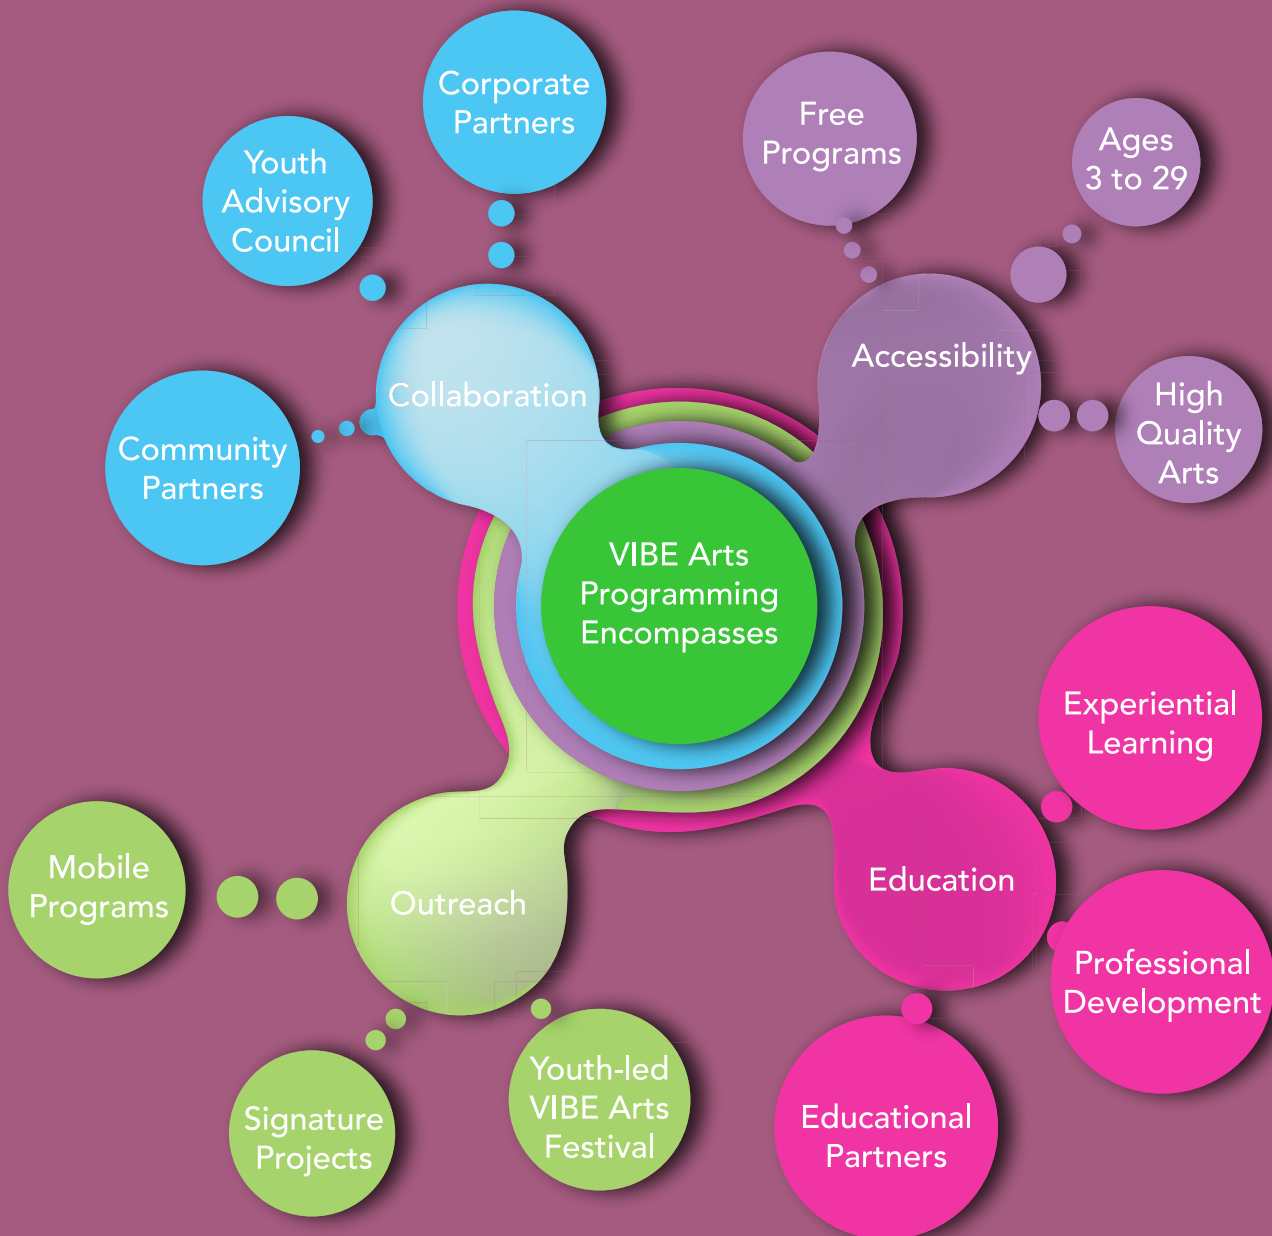 Corporate
Partners
Youth
Advisory
Council
Community
Partners
Collaboration
Free
Programs
Ages
3 to 29
High
Quality
Arts
Accessibility
VIBE Arts
Programming
Encompasses
Experiential
Learning
Professional
Development
Educational
Partners
Education
Outreach
Mobile
Programs
Signature
Projects
Youth-led
VIBE Arts
Festival